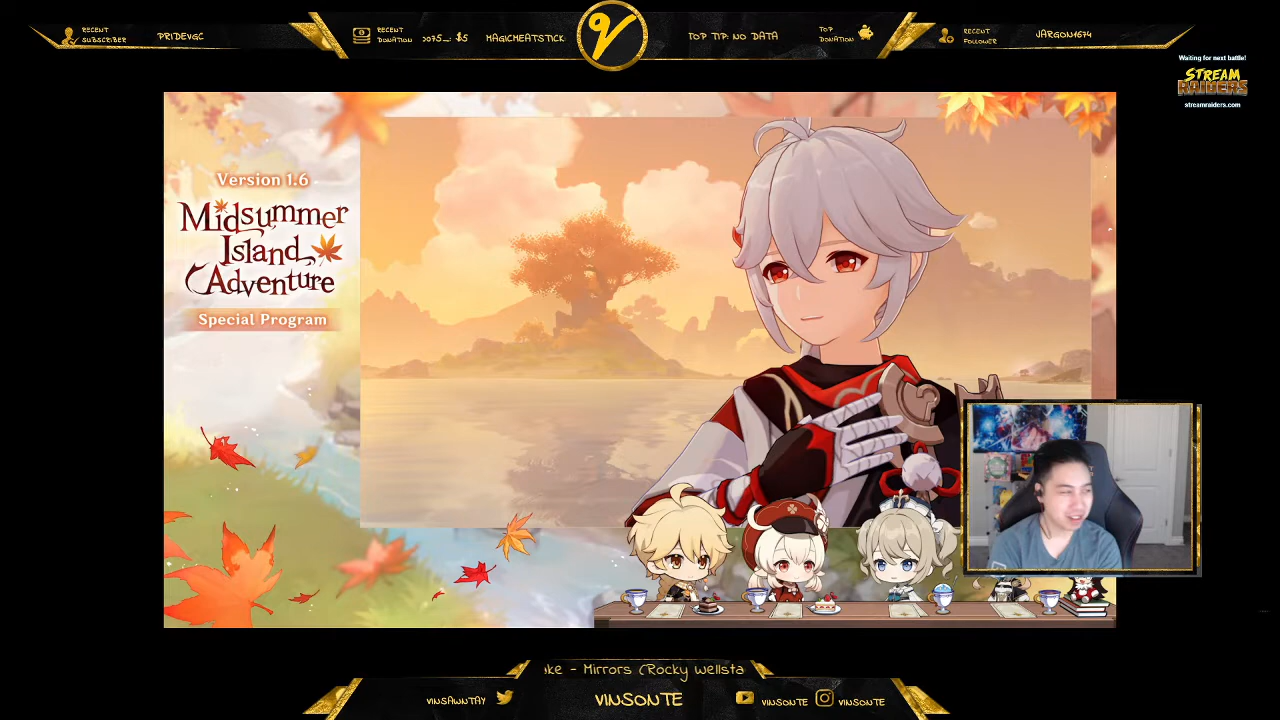 RECENT
SUBSCRIBER
PRIDEVGC
RECENT
DONATION
$5
MAGICMEATSTICK
V
TOP TIP: NO DATA
TOP
DONATION
RECENT
FOLLOWER
JARGON1674
Waiting for next battle!
STREAM
RAIDERS
streamraiders.com
Version 1.6
Midsummer
Island
Adventure
Special Program
ke - Mirrors (Rocky Wellsta
VINSAWNTAY
VINSONTE
VINSONTE
VINSONTE